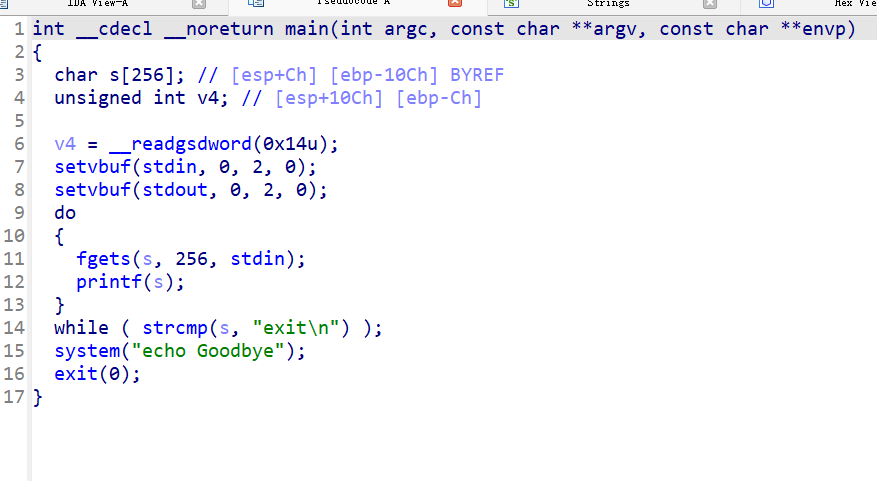 IDA View-A Pseudocode A Strings Hex Vie
1 int __cdecl __noreturn main(int argc, const char **argv, const char **envp)
2 {
3 char s[256]; // [esp+Ch] [ebp-10Ch] BYREF
4 unsigned int v4; // [esp+10Ch] [ebp-Ch]
5
6 v4 = __readgsdword(0x14u);
7 setvbuf(stdin, 0, 2, 0);
8 setvbuf(stdout, 0, 2, 0);
9 do
10 {
11 fgets(s, 256, stdin);
12 printf(s);
13 }
14 while ( strcmp(s, "exit\n") );
15 system("echo Goodbye");
16 exit(0);
17 }